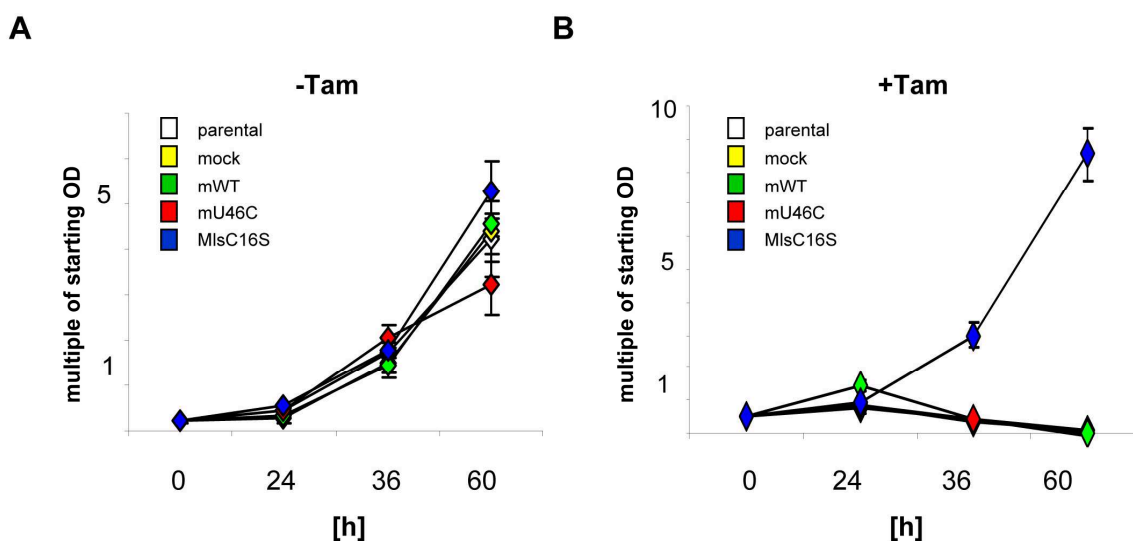 A
-Tam
multiple of starting OD
5
1
parental
mock
mWT
mU46C
MlsC16S
0 24 36 60
[h]
B
+Tam
multiple of starting OD
10
5
1
parental
mock
mWT
mU46C
MlsC16S
0 24 36 60
[h]